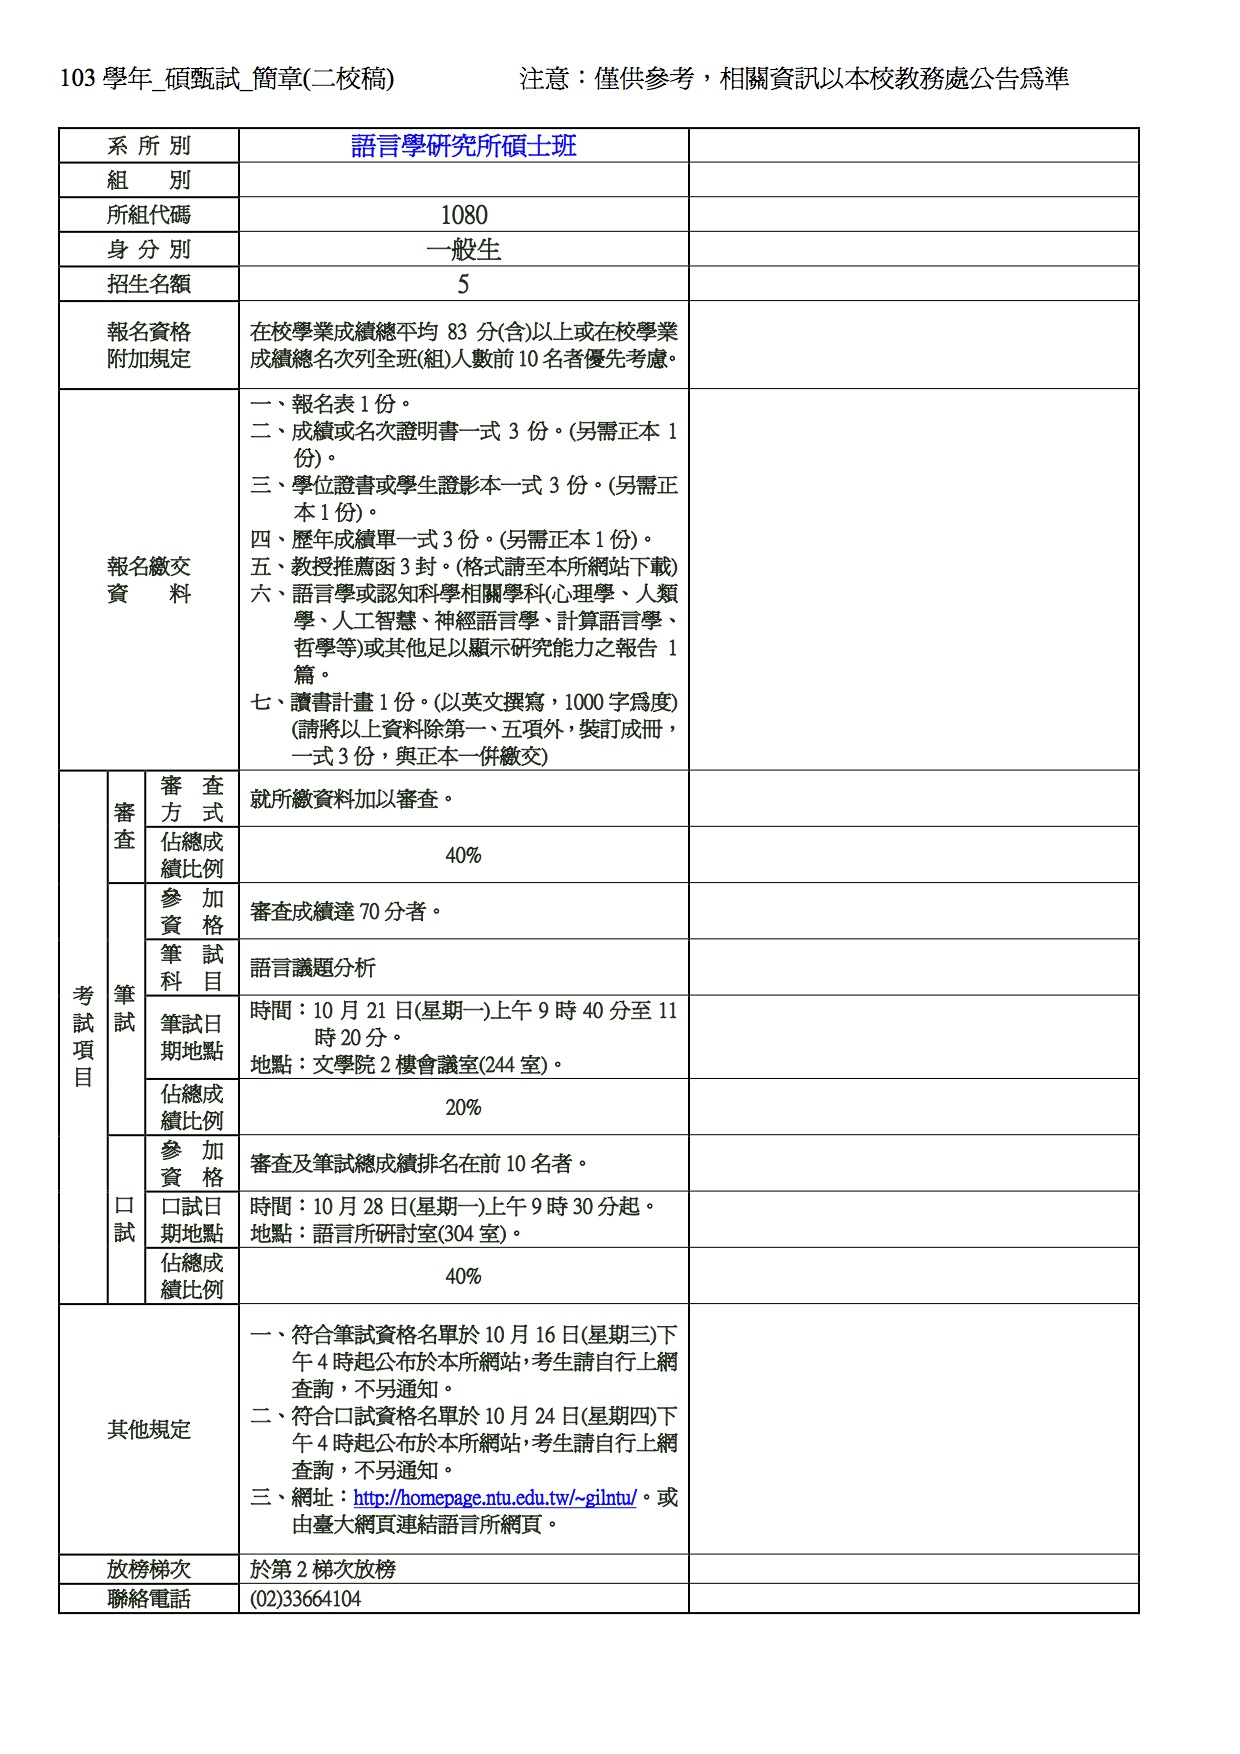 103 學年_碩甄試_簡章(二校稿) 注意：僅供參考，相關資訊以本校教務處公告為準
系所別 語言學研究所碩士班
組別
所組代碼 1080
身分別 一般生
招生名額 5
報名資格
附加規定
在校學業成績總平均 83 分(含)以上或在校學業
成績總名次列全班(組)人數前 10 名者優先考慮。
報名繳交
資料
一、報名表 1 份。
二、成績或名次證明書一式 3 份。(另需正本 1
份)。
三、學位證書或學生證影本一式 3 份。(另需正
本 1 份)。
四、歷年成績單一式 3 份。(另需正本 1 份)。
五、教授推薦函 3 封。(格式請至本所網站下載)
六、語言學或認知科學相關學科(心理學、人類
學、人工智慧、神經語言學、計算語言學、
哲學等)或其他足以顯示研究能力之報告 1
篇。
七、讀書計畫 1 份。(以英文撰寫，1000 字為度)
(請將以上資料除第一、五項外，裝訂成冊，
一式 3 份，與正本一併繳交)
考試項目
審查
審查
方式
就所繳資料加以審查。
佔總成
績比例
40%
筆試
參加
資格
審查成績達 70 分者。
筆試
科目
語言議題分析
筆試日
期地點
時間：10 月 21 日(星期一)上午 9 時 40 分至 11
時 20 分。
地點：文學院 2 樓會議室(244 室)。
佔總成
績比例
20%
口試
參加
資格
審查及筆試總成績排名在前 10 名者。
口試日
期地點
時間：10 月 28 日(星期一)上午 9 時 30 分起。
地點：語言所研討室(304 室)。
佔總成
績比例
40%
其他規定
一、符合筆試資格名單於 10 月 16 日(星期三)下
午 4 時起公布於本所網站，考生請自行上網
查詢，不另通知。
二、符合口試資格名單於 10 月 24 日(星期四)下
午 4 時起公布於本所網站，考生請自行上網
查詢，不另通知。
三、網址：http://homepage.ntu.edu.tw/~gilntu/。或
由臺大網頁連結語言所網頁。
放榜梯次 於第 2 梯次放榜
聯絡電話 (02)33664104